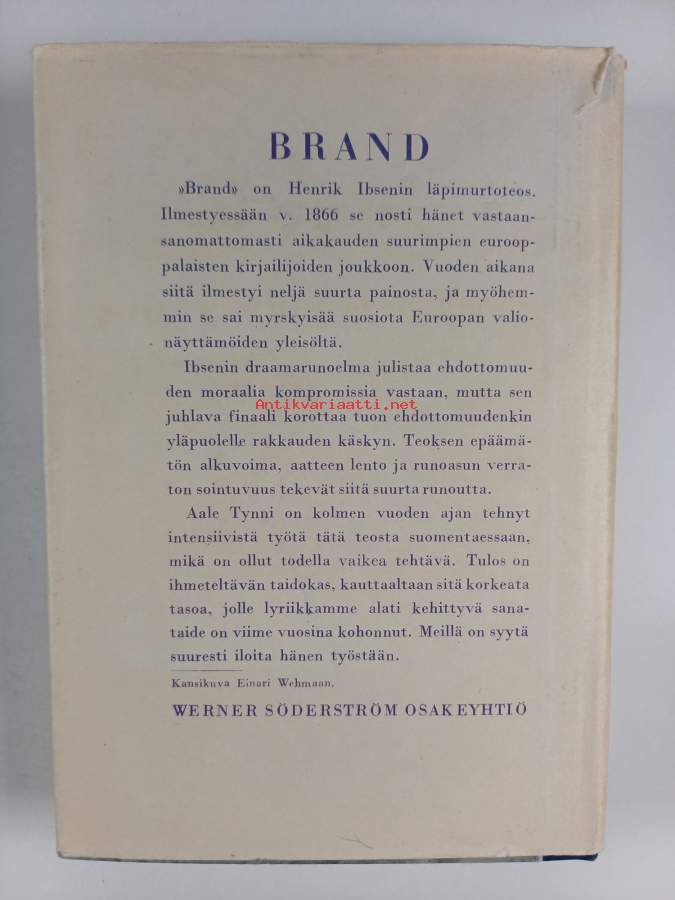 BRAND
»Brand» on Henrik Ibsenin läpimurtoteos.
Ilmestyessään v. 1866 se nosti hänet vastaan-
sanomattomasti aikakauden suurimpien euroop-
palaisten kirjailijoiden joukkoon. Vuoden aikana
siitä ilmestyi neljä suurta painosta, ja myöhem-
min se sai myrskyisää suosiota Euroopan valio-
näyttämöiden yleisöltä.
Ibsenin draamarunoelma julistaa ehdottomuu-
den moraalia kompromissia vastaan, mutta sen
Antikvariaatti.net
juhlava finaali korottaa tuon ehdottomuudenkin
yläpuolelle rakkauden käskyn. Teoksen epäämä-
tön alkuvoima, aatteen lento ja runoasun verra-
ton sointuvuus tekevät siitä suurta runoutta.
Aale Tynni on kolmen vuoden ajan tehnyt
intensiivistä työtä tätä teosta suomentaessaan,
mikä on ollut todella vaikea tehtävä. Tulos on
ihmeteltävän taidokas, kauttaaltaan sitä korkeata
tasoa, jolle lyriikkamme alati kehittyvä sana-
taide on viime vuosina kohonnut. Meillä on syytä
suuresti iloita hänen työstään.
Kansikuva Einari Wehmaan.
WERNER SÖDERSTRÖM OSAKEYHTIÖ